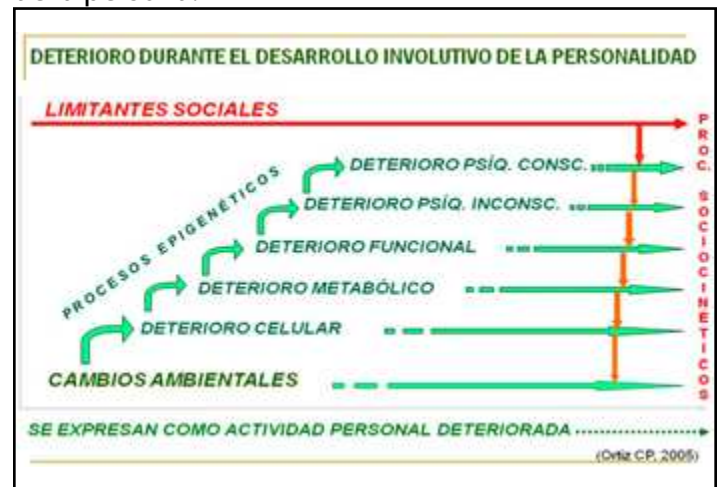 DETERIORO DURANTE EL DESARROLLO INVOLUTIVO DE LA PERSONALIDAD
LIMITANTES SOCIALES
PROCESOS EPIGENÉTICOS
DETERIORO PSÍQ. CONSC.
DETERIORO PSÍQ. INCONSC.
DETERIORO FUNCIONAL
DETERIORO METABÓLICO
DETERIORO CELULAR
CAMBIOS AMBIENTALES
PROC. SOCIOCINETICOS
SE EXPRESAN COMO ACTIVIDAD PERSONAL DETERIORADA
(Ortiz CP, 2005)